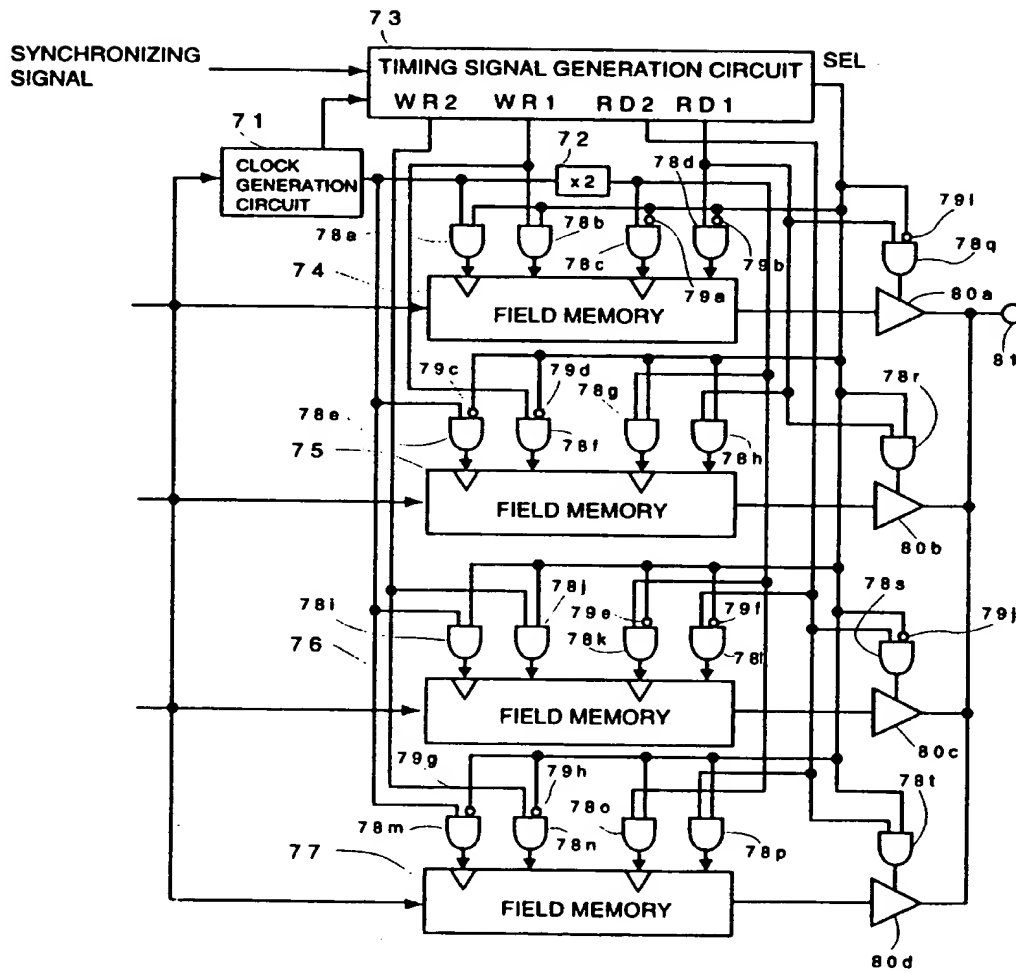 73
SYNCHRONIZING
SIGNAL
SEL
TIMING SIGNAL GENERATION CIRCUIT
WR2 WR1 RD2 RD1
71
72
78d
CLOCK
GENERATION
CIRCUIT
x2
79i
78a
78b
78c
79a
79b
78q
74
80a
FIELD MEMORY
81
79c
79d
78g
78r
78e
78f
78h
75
FIELD MEMORY
80b
78i
78j
79e
79f
78s
79j
76
78k
78l
FIELD MEMORY
80c
79g
79h
78o
78t
78m
78n
78p
77
FIELD MEMORY
80d